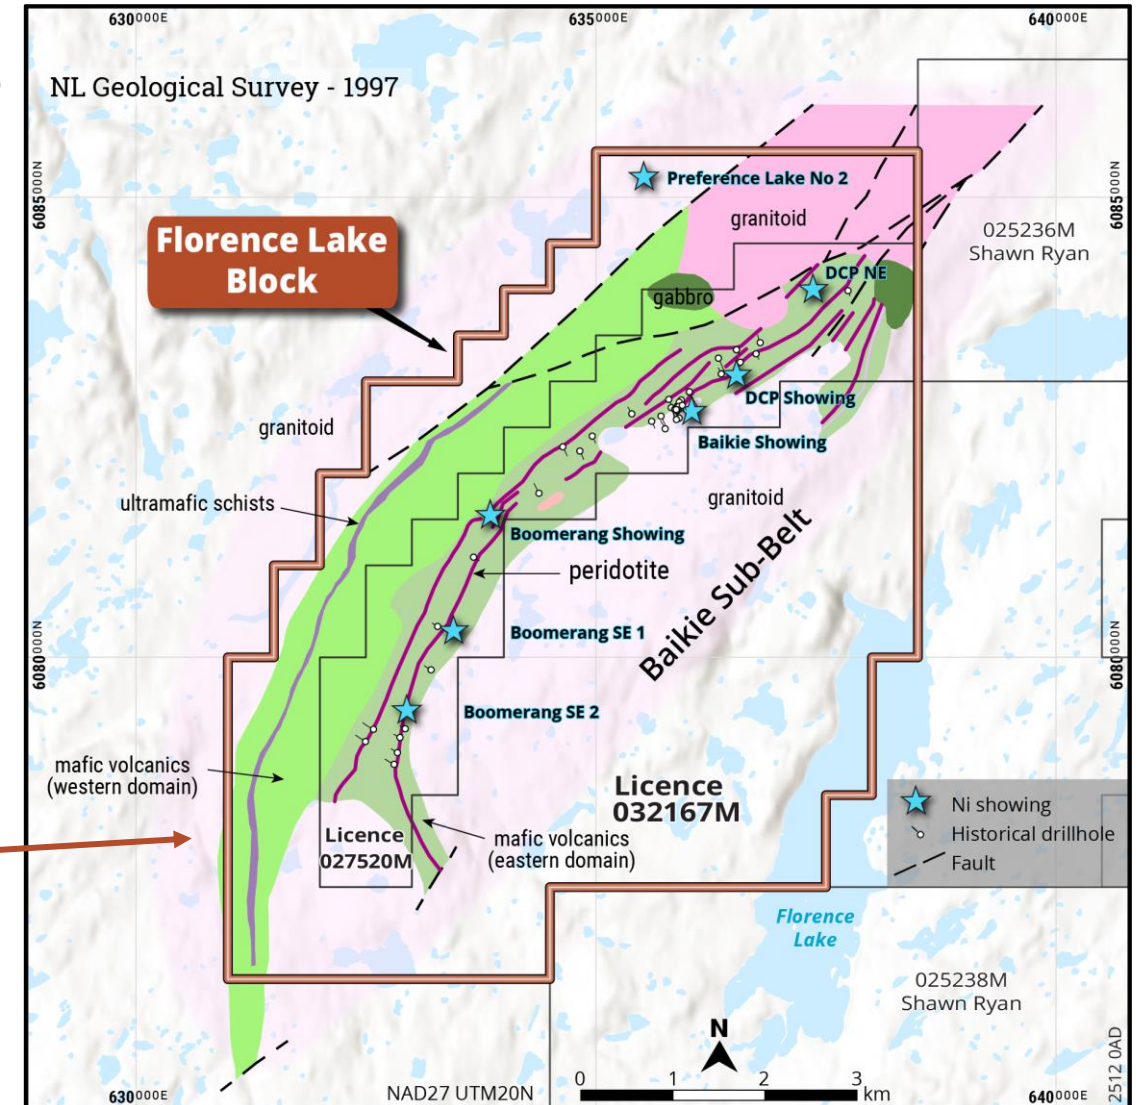 630000E
635000E
640000E
NL Geological Survey - 1997
6085000N
6085000N
Preference Lake No 2
granitoid
025236M
Shawn Ryan
Florence Lake
Block
DCP NE
gabbro
DCP Showing
granitoid
Baikie Showing
ultramafic schists
granitoid
Boomerang Showing
peridotite
Baikie Sub-Belt
Boomerang SE 1
6080000N
6080000N
Boomerang SE 2
mafic volcanics
(western domain)
Licence
032167M
Ni showing
Historical drillhole
Fault
Licence
027520M
mafic volcanics
(eastern domain)
Florence
Lake
025238M
Shawn Ryan
N
0 1 2 3 km
630000E
NAD27 UTM20N
640000E
2512 0AD